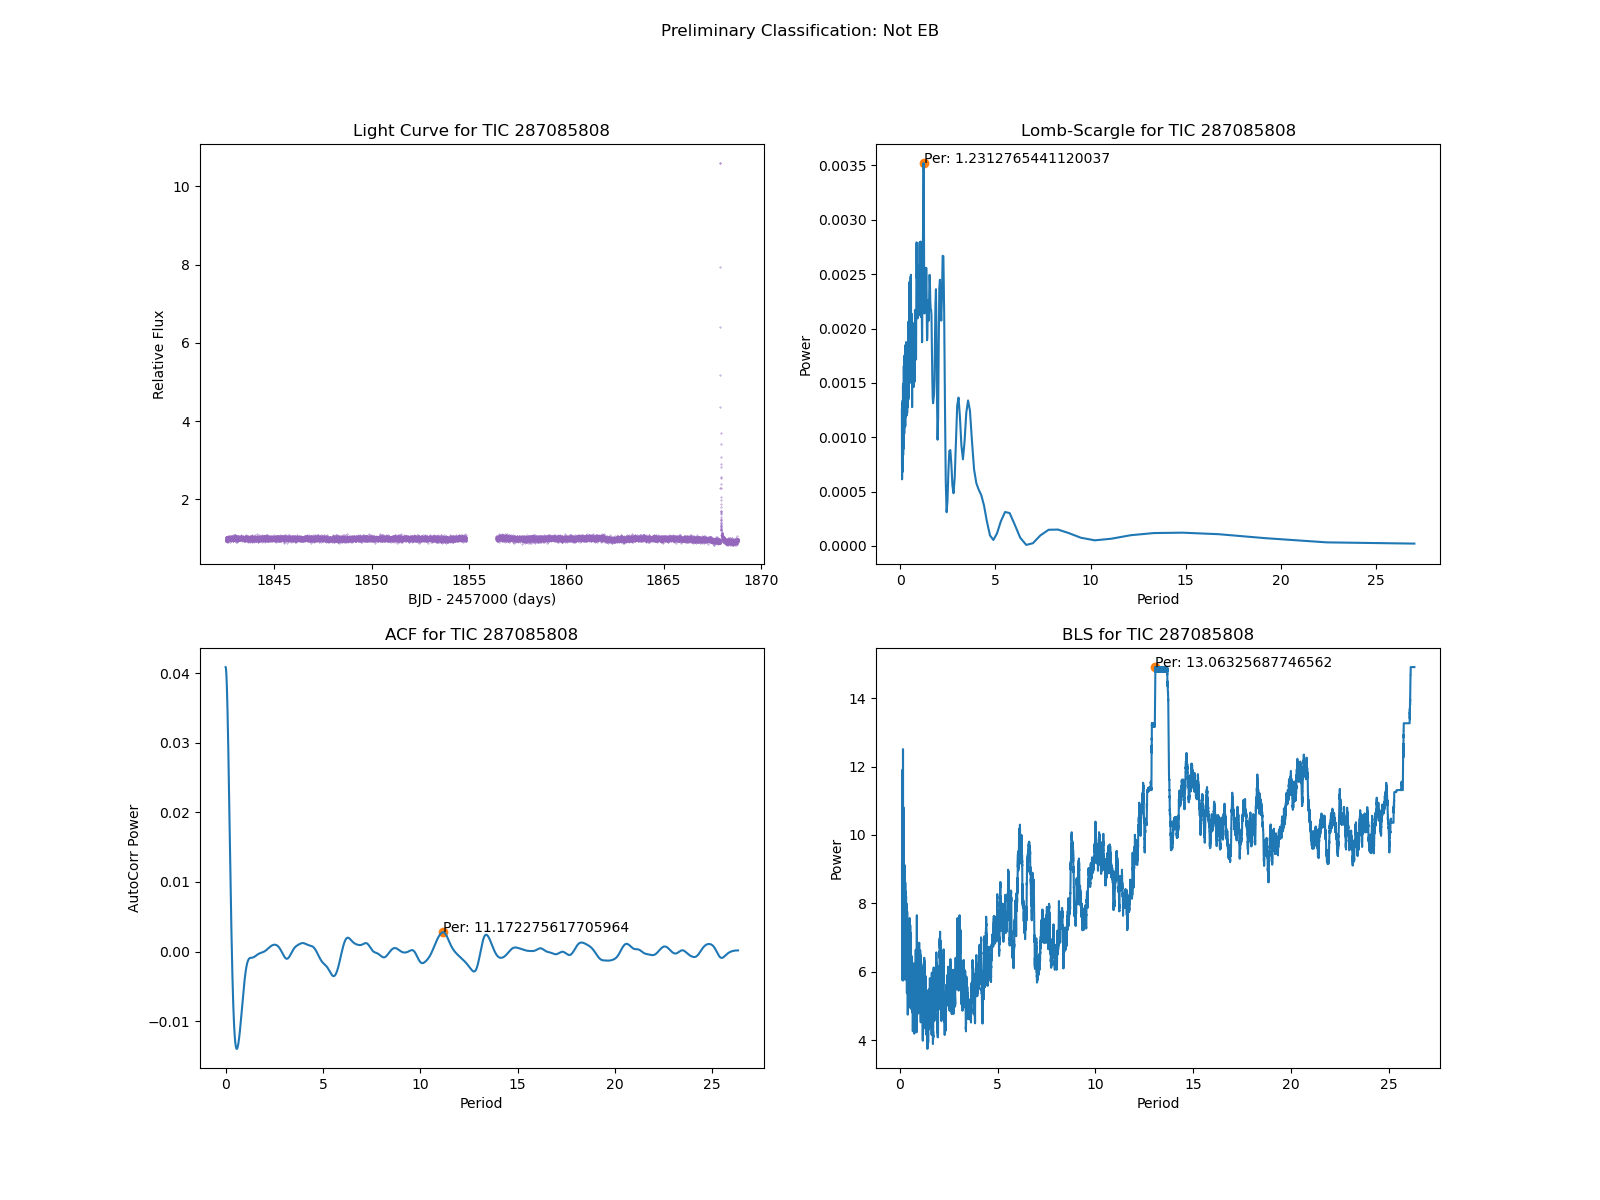 Preliminary Classification: Not EB
Light Curve for TIC 287085808
Relative Flux
10
8
6
4
2
1845 1850 1855 1860 1865 1870
BJD - 2457000 (days)
Lomb-Scargle for TIC 287085808
Per: 1.2312765441120037
Power
0.0035
0.0030
0.0025
0.0020
0.0015
0.0010
0.0005
0.0000
0 5 10 15 20 25
Period
ACF for TIC 287085808
Per: 11.172275617705964
AutoCorr Power
0.04
0.03
0.02
0.01
0.00
−0.01
0 5 10 15 20 25
Period
BLS for TIC 287085808
Per: 13.06325687746562
Power
14
12
10
8
6
4
0 5 10 15 20 25
Period